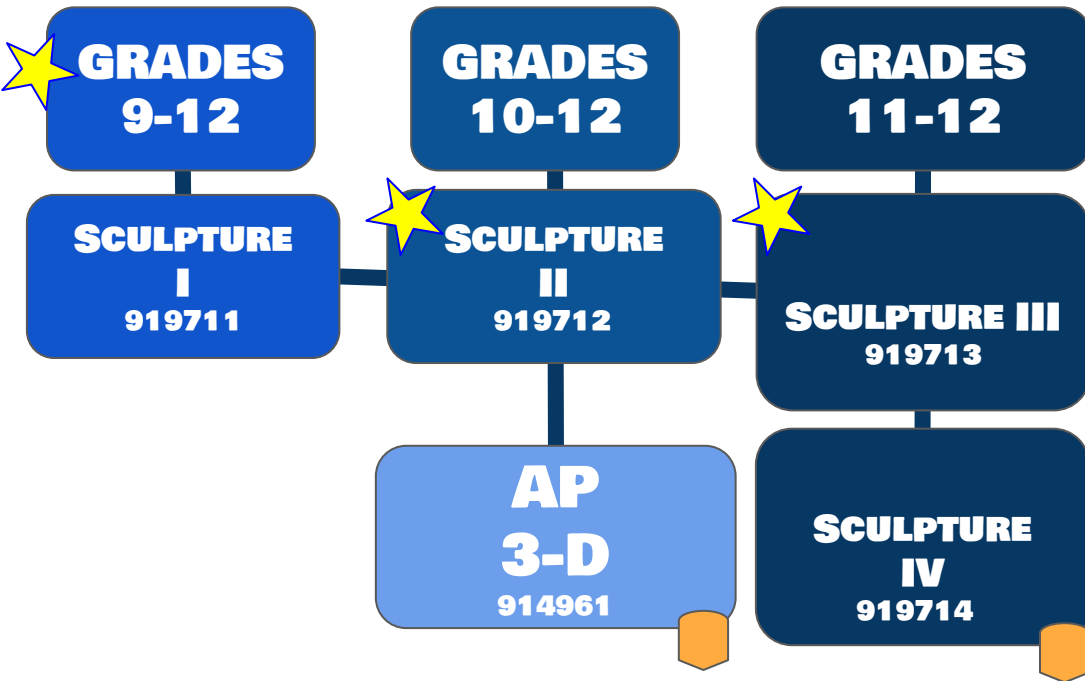 GRADES
9-12
GRADES
10-12
GRADES
11-12
SCULPTURE
I
919711
SCULPTURE
II
919712
SCULPTURE III
919713
AP
3-D
914961
SCULPTURE
IV
919714